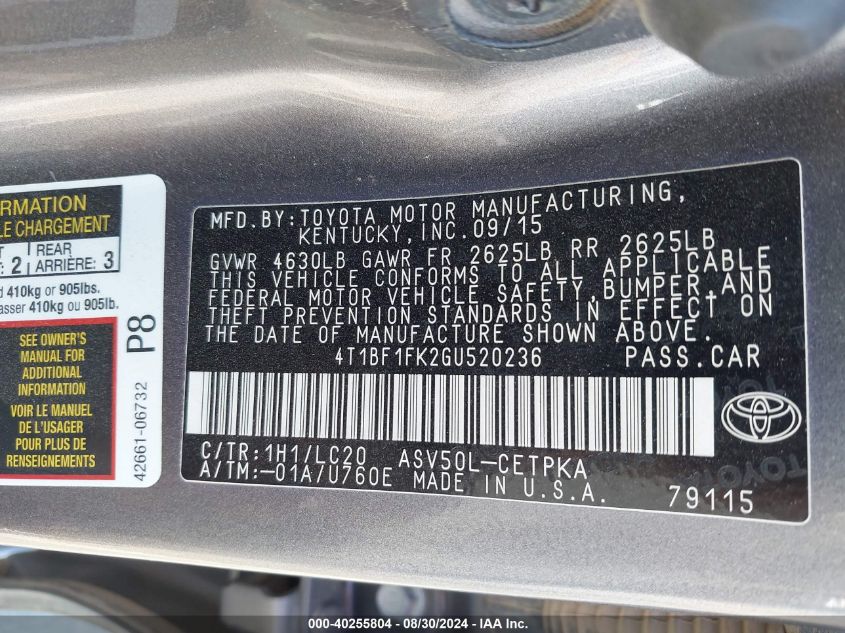 RMATION
LE CHARGEMENT
2 REAR
ARRIÈRE: 3
410kg or 905lbs.
asser 410kg ou 905lb.
SEE OWNER'S
MANUAL FOR
ADDITIONAL
INFORMATION
VOIR LE MANUEL
DE L'USAGER
POUR PLUS DE
RENSEIGNEMENTS
P8
42661-06732
MFD.BY:TOYOTA MOTOR MANUFACTURING,
KENTUCKY,INC.09/15
GVWR 4630LB GAWR FR 2625LB RR 2625LB
THIS VEHICLE CONFORMS TO ALL APPLICABLE
FEDERAL MOTOR VEHICLE SAFETY,BUMPER,AND
THEFT PREVENTION STANDARDS IN EFFECT ON
THE DATE OF MANUFACTURE SHOWN ABOVE.
4T1BF1FK2GU520236 PASS.CAR
C/TR:1H1/LC20 ASV50L-CETPKA
A/TM:-01A/U760E MADE IN U.S.A.
79115
TOYOTA
000-40255804 - 08/30/2024 - IAA Inc.